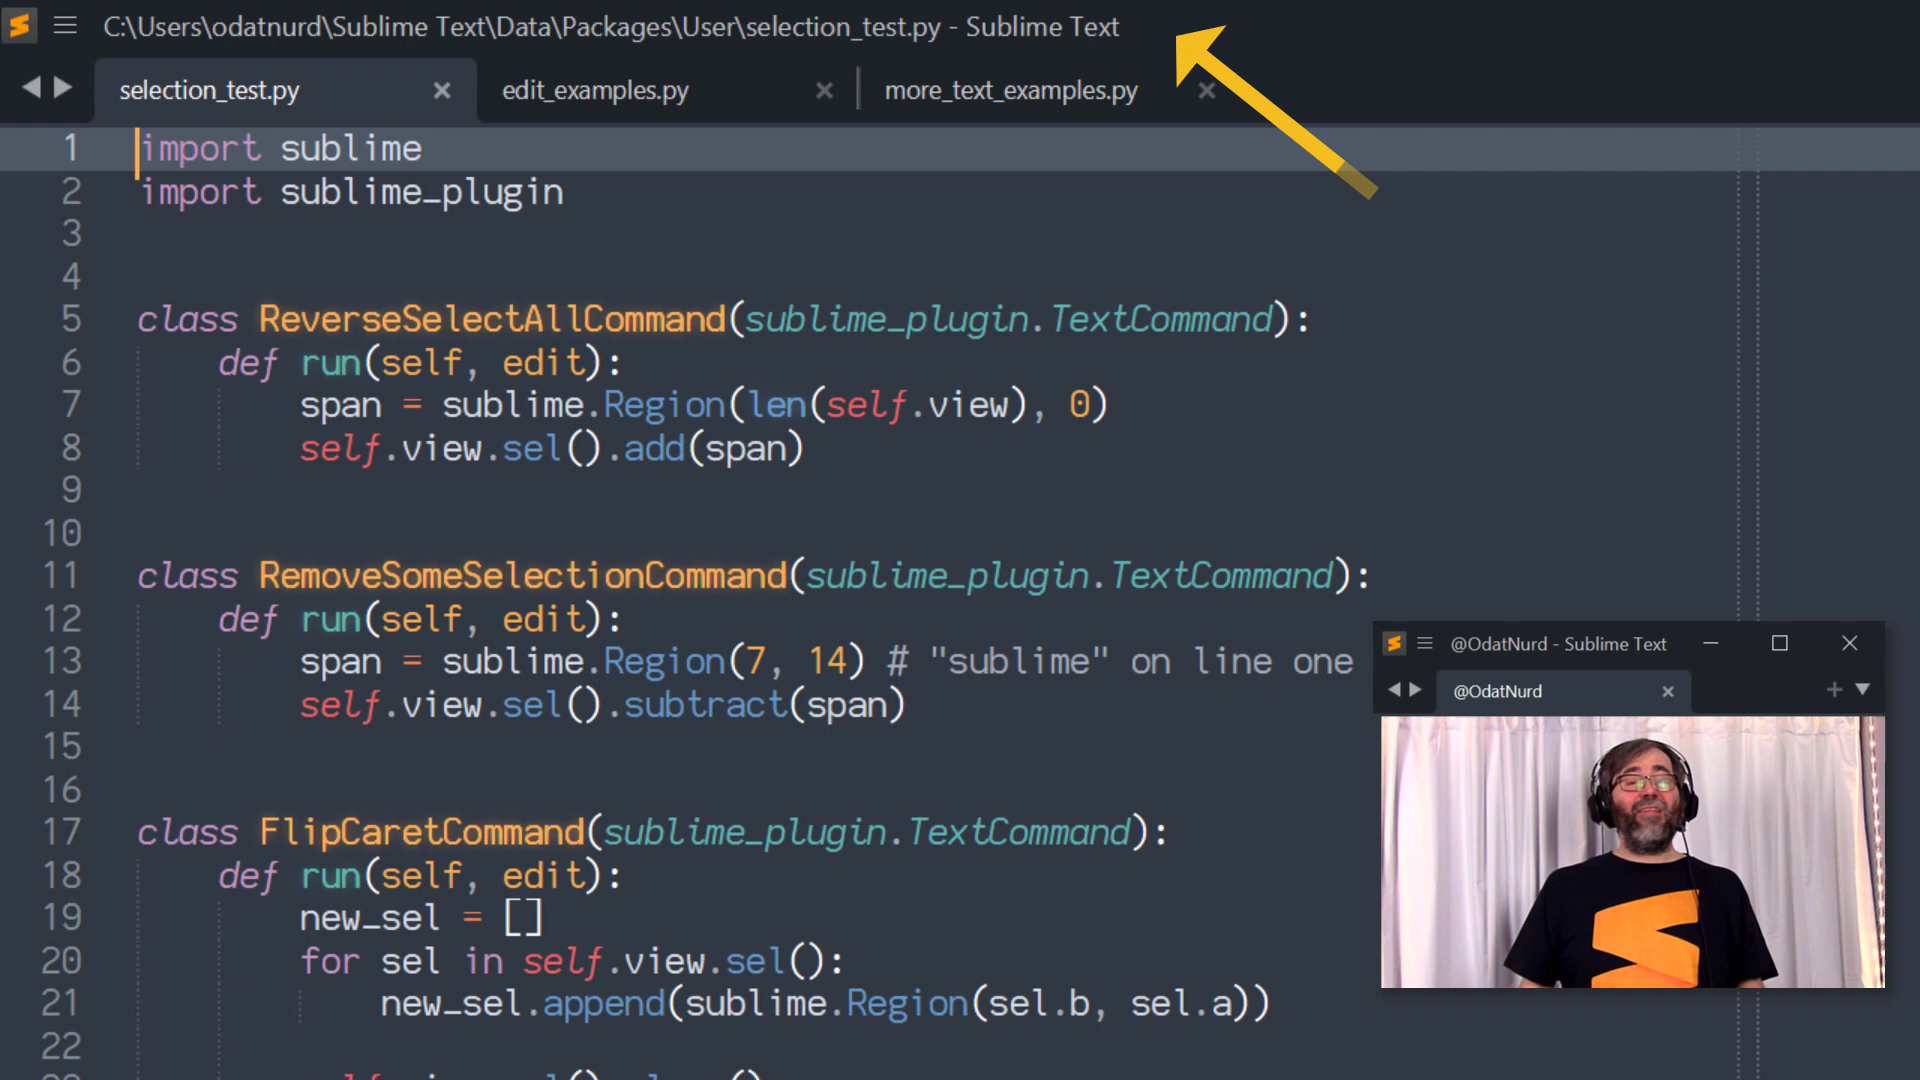 C:\Users\odatnurd\Sublime Text\Data\Packages\User\selection_test.py - Sublime Text
selection_test.py
edit_examples.py
more_text_examples.py
1 import sublime
2 import sublime_plugin
3
4
5 class ReverseSelectAllCommand(sublime_plugin.TextCommand):
6     def run(self, edit):
7         span = sublime.Region(len(self.view), 0)
8         self.view.sel().add(span)
9
10
11 class RemoveSomeSelectionCommand(sublime_plugin.TextCommand):
12     def run(self, edit):
13         span = sublime.Region(7, 14) # "sublime" on line one
14         self.view.sel().subtract(span)
15
16
17 class FlipCaretCommand(sublime_plugin.TextCommand):
18     def run(self, edit):
19         new_sel = []
20         for sel in self.view.sel():
21             new_sel.append(sublime.Region(sel.b, sel.a))
22
@OdatNurd - Sublime Text
@OdatNurd